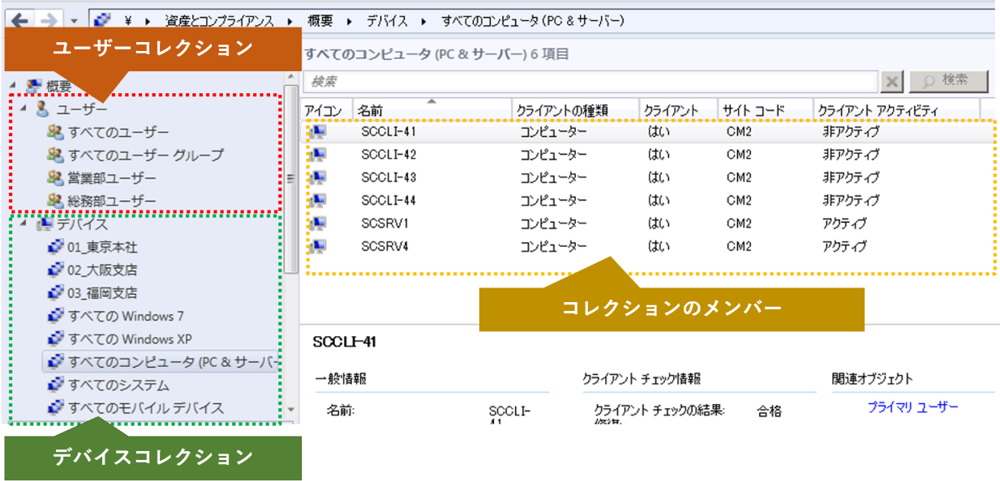 ¥ ▸ 資産とコンプライアンス ▸ 概要 ▸ デバイス ▸ すべてのコンピュータ (PC & サーバー)
ユーザーコレクション
すべてのコンピュータ (PC & サーバー) 6 項目
検索 検索
概要
ユーザー
すべてのユーザー
すべてのユーザー グループ
営業部ユーザー
総務部ユーザー
デバイス
01_東京本社
02_大阪支店
03_福岡支店
すべての Windows 7
すべての Windows XP
すべてのコンピュータ (PC & サーバー
すべてのシステム
すべてのモバイル デバイス
デバイスコレクション
アイコン 名前 クライアントの種類 クライアント サイト コード クライアント アクティビティ
SCCLI-41 コンピューター はい CM2 非アクティブ
SCCLI-42 コンピューター はい CM2 非アクティブ
SCCLI-43 コンピューター はい CM2 非アクティブ
SCCLI-44 コンピューター はい CM2 非アクティブ
SCSRV1 コンピューター はい CM2 アクティブ
SCSRV4 コンピューター はい CM2 アクティブ
コレクションのメンバー
SCCLI-41
一般情報 クライアント チェック情報 関連オブジェクト
名前: SCCLI- クライアント チェックの結果: 合格 プライマリ ユーザー
41